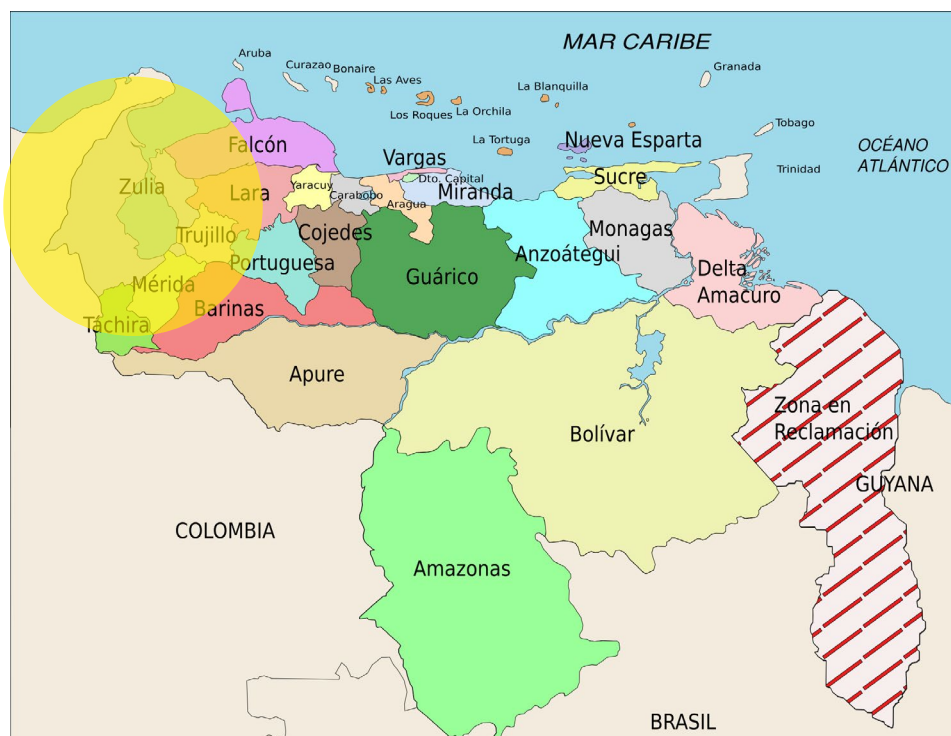 MAR CARIBE
Aruba
Curazao
Bonaire
Las Aves
Los Roques
La Orchila
La Blanquilla
Granada
La Tortuga
Nueva Esparta
Tobago
OCÉANO
ATLÁNTICO
Trinidad
Falcón
Vargas
Dto. Capital
Miranda
Sucre
Zulia
Lara
Yaracuy
Carabobo
Aragua
Trujillo
Cojedes
Portuguesa
Guárico
Anzoátegui
Monagas
Delta
Amacuro
Mérida
Barinas
Táchira
Apure
Bolívar
Zona en
Reclamación
GUYANA
COLOMBIA
Amazonas
BRASIL